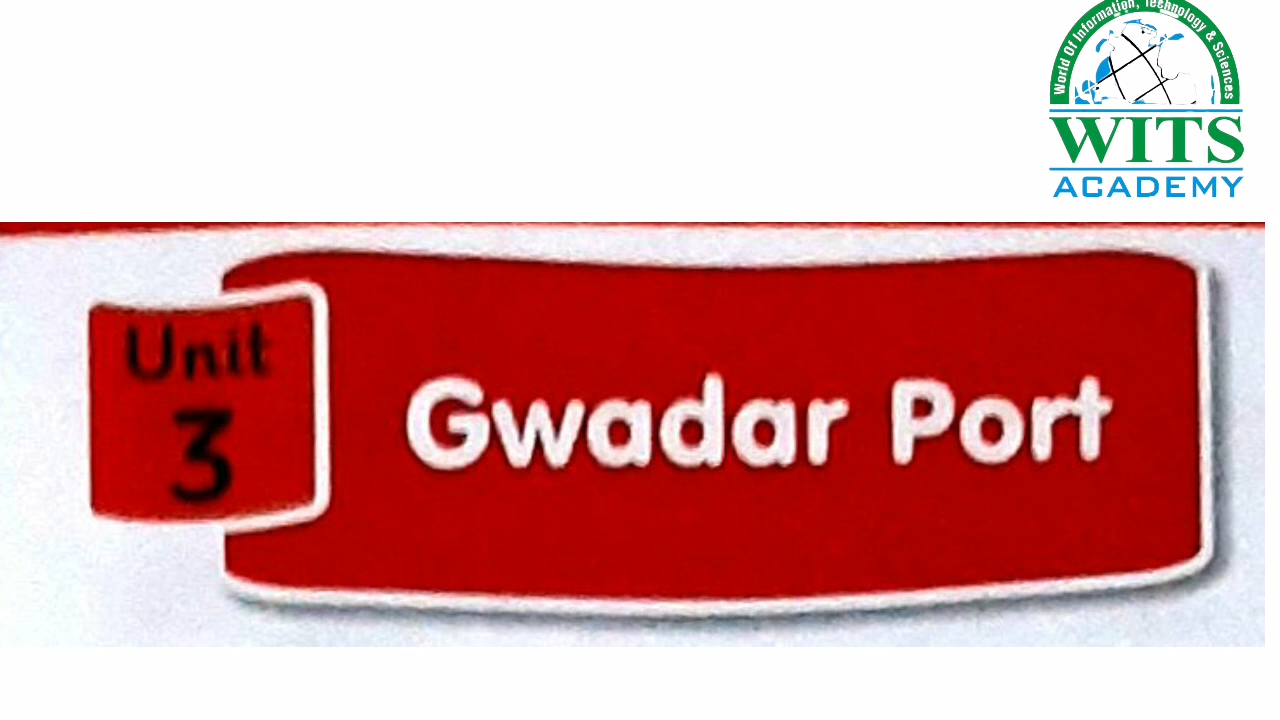 World Of Information, Technology & Sciences
WITS
ACADEMY
Unit
3
Gwadar Port